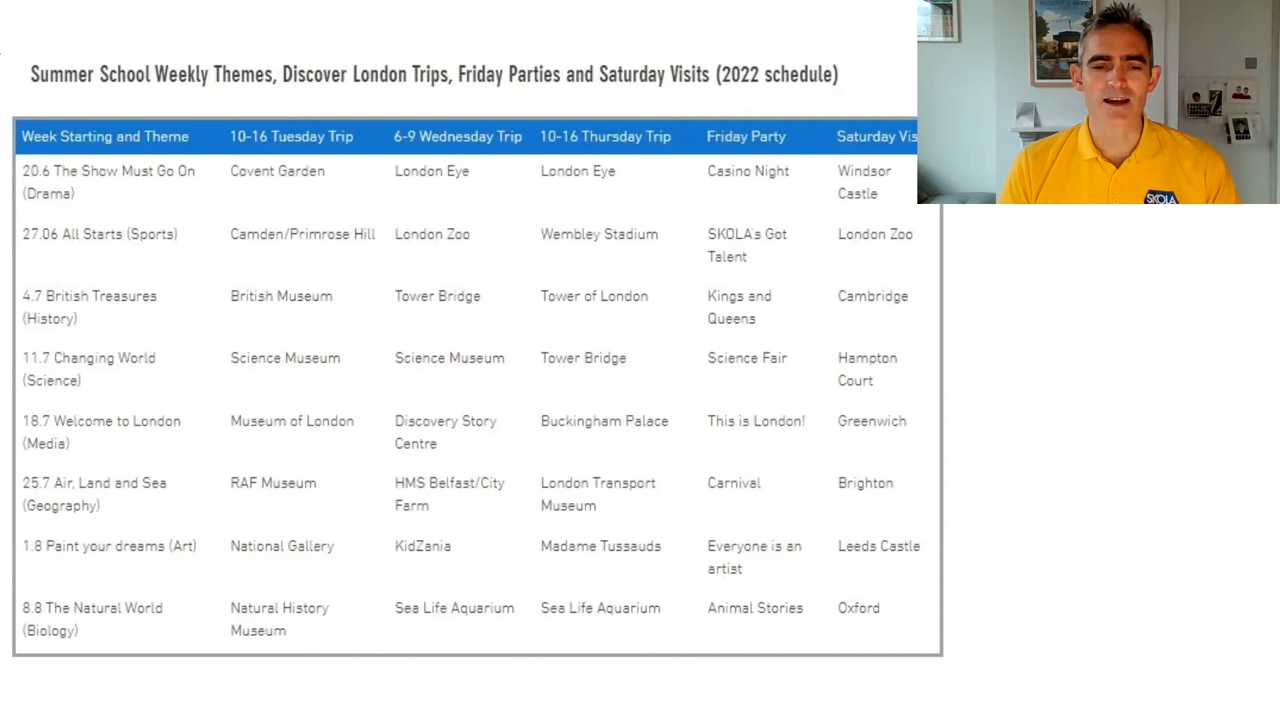 Summer School Weekly Themes, Discover London Trips, Friday Parties and Saturday Visits (2022 schedule)
Week Starting and Theme 10-16 Tuesday Trip 6-9 Wednesday Trip 10-16 Thursday Trip Friday Party Saturday Vis
20.6 The Show Must Go On Covent Garden London Eye London Eye Casino Night Windsor
(Drama) Castle
27.06 All Starts (Sports) Camden/Primrose Hill London Zoo Wembley Stadium SKOLA's Got London Zoo
Talent
4.7 British Treasures British Museum Tower Bridge Tower of London Kings and Cambridge
(History) Queens
11.7 Changing World Science Museum Science Museum Tower Bridge Science Fair Hampton
(Science) Court
18.7 Welcome to London Museum of London Discovery Story Buckingham Palace This is London! Greenwich
(Media) Centre
25.7 Air, Land and Sea RAF Museum HMS Belfast/City London Transport Carnival Brighton
(Geography) Farm Museum
1.8 Paint your dreams (Art) National Gallery KidZania Madame Tussauds Everyone is an Leeds Castle
artist
8.8 The Natural World Natural History Sea Life Aquarium Sea Life Aquarium Animal Stories Oxford
(Biology) Museum
SKOLA